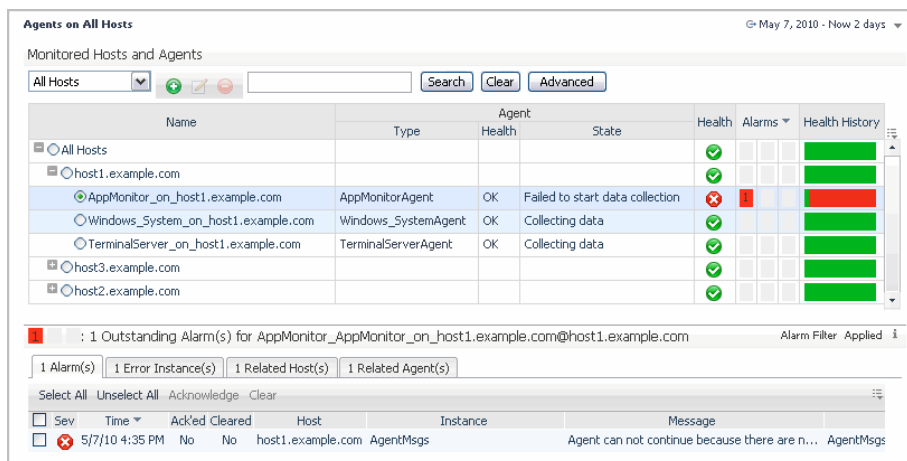 Agents on All Hosts May 7, 2010 - Now 2 days
Monitored Hosts and Agents
All Hosts Search Clear Advanced
Name Agent Health Alarms Health History
Type Health State
All Hosts
host1.example.com
AppMonitor_on_host1.example.com AppMonitorAgent OK Failed to start data collection 1
Windows_System_on_host1.example.com Windows_SystemAgent OK Collecting data
TerminalServer_on_host1.example.com TerminalServerAgent OK Collecting data
host3.example.com
host2.example.com
1 : 1 Outstanding Alarm(s) for AppMonitor_AppMonitor_on_host1.example.com@host1.example.com Alarm Filter Applied i
1 Alarm(s) 1 Error Instance(s) 1 Related Host(s) 1 Related Agent(s)
Select All Unselect All Acknowledge Clear
Sev Time Ack'ed Cleared Host Instance Message
5/7/10 4:35 PM No No host1.example.com AgentMsgs Agent can not continue because there are n... AgentMsgs